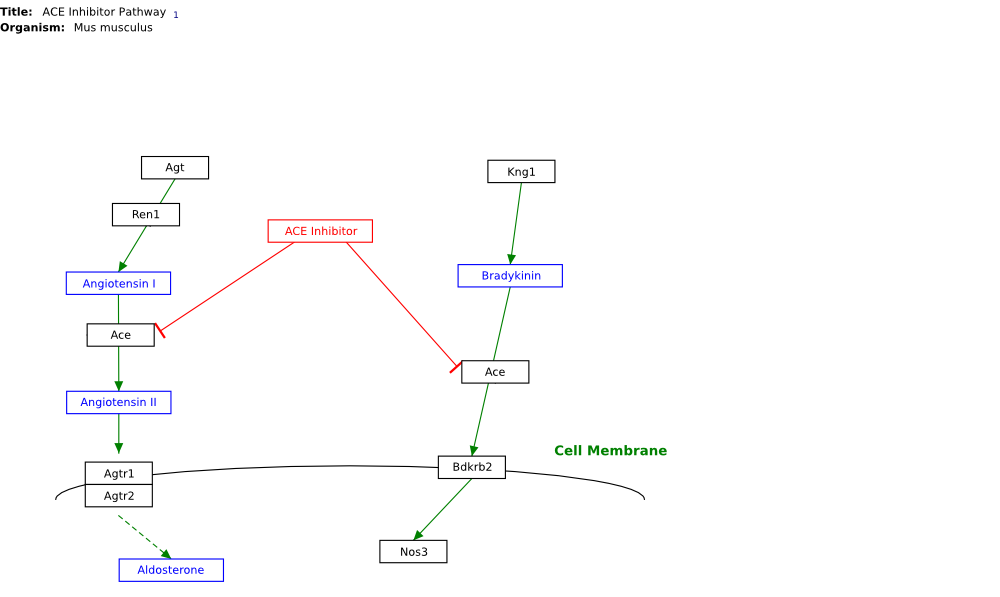 Title: ACE Inhibitor Pathway 1
Organism: Mus musculus
Agt
Kng1
Ren1
ACE Inhibitor
Angiotensin I
Bradykinin
Ace
Ace
Angiotensin II
Cell Membrane
Agtr1
Bdkrb2
Agtr2
Nos3
Aldosterone